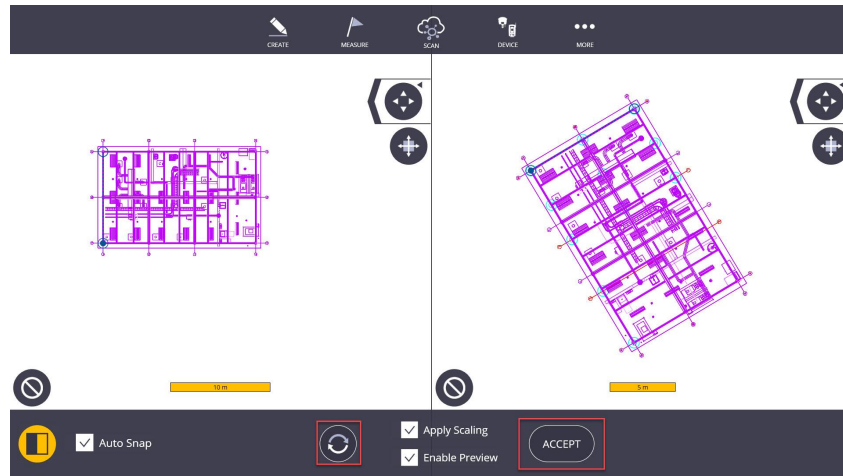 CREATE
MEASURE
SCAN
DEVICE
MORE
10 m
5 m
Auto Snap
Apply Scaling
Enable Preview
ACCEPT